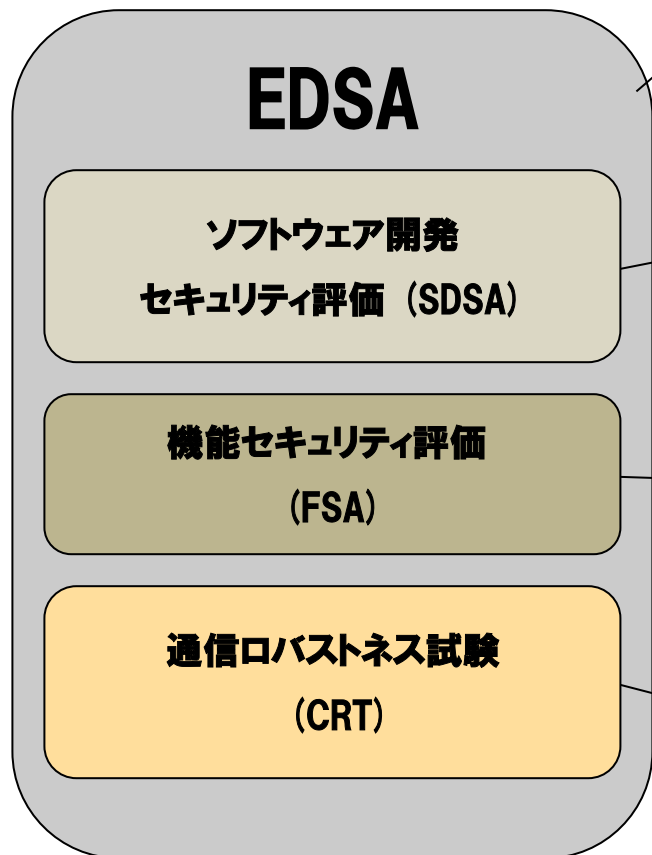 EDSA
ソフトウェア開発
セキュリティ評価（SDSA）
機能セキュリティ評価
（FSA）
通信ロバストネス試験
（CRT）